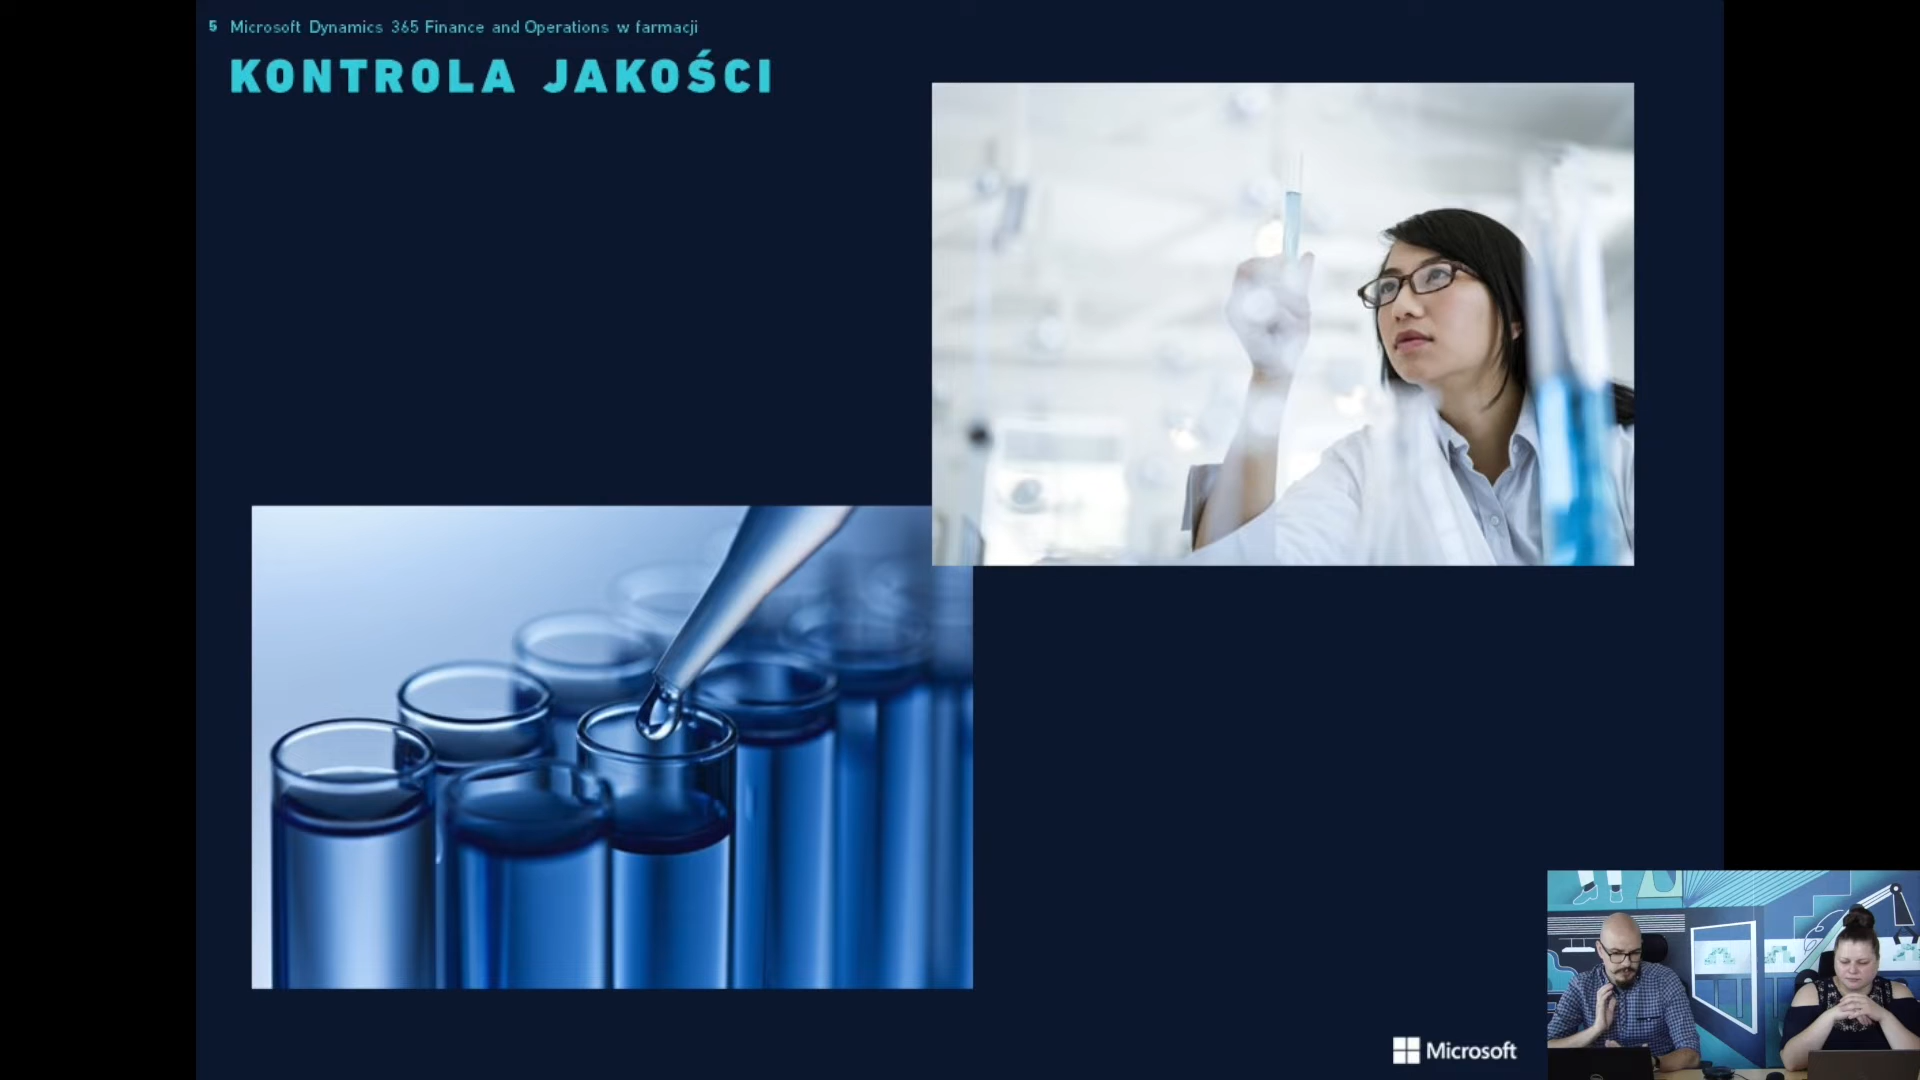 5 Microsoft Dynamics 365 Finance and Operations w farmacji
KONTROLA JAKOŚCI
Microsoft